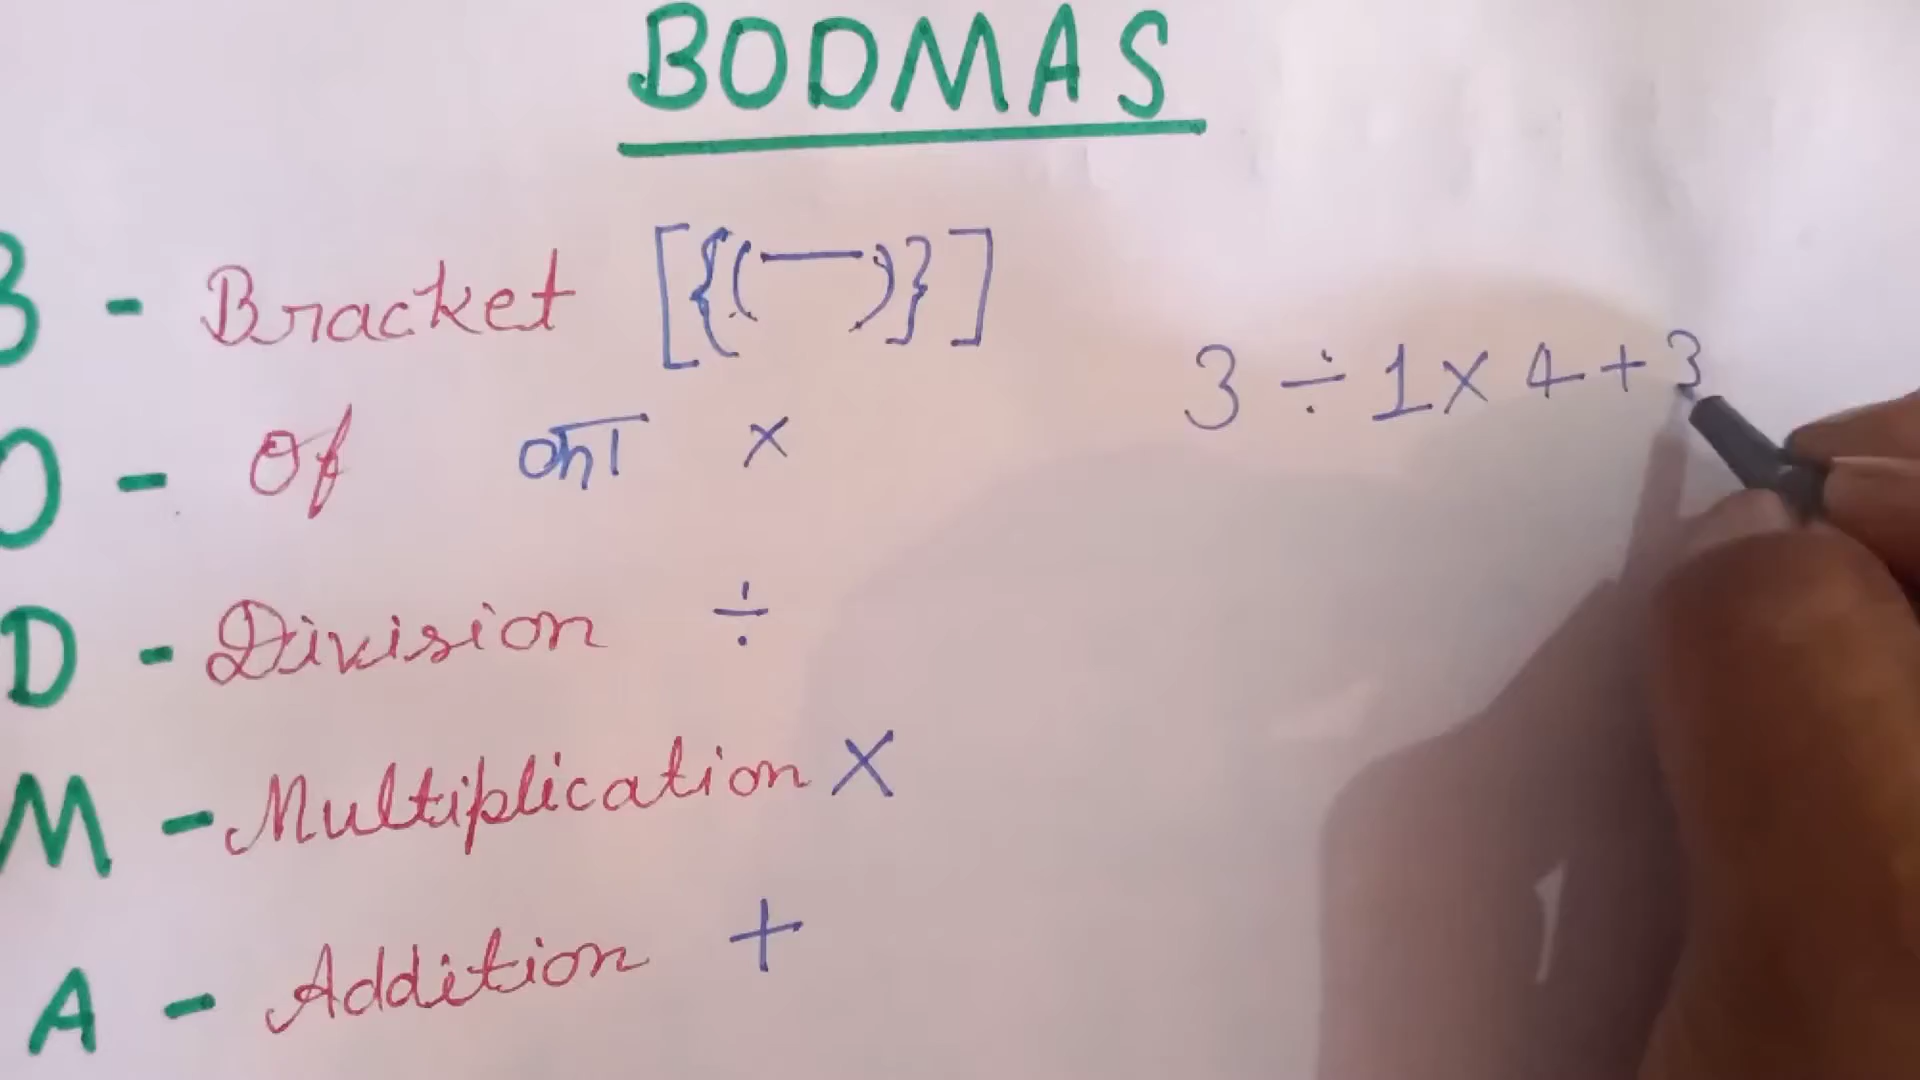 BODMAS
B - Bracket [{(‾)}]
3 ÷ 1 × 4 + 3
O - Of का ×
D - Division ÷
M - Multiplication ×
A - Addition +